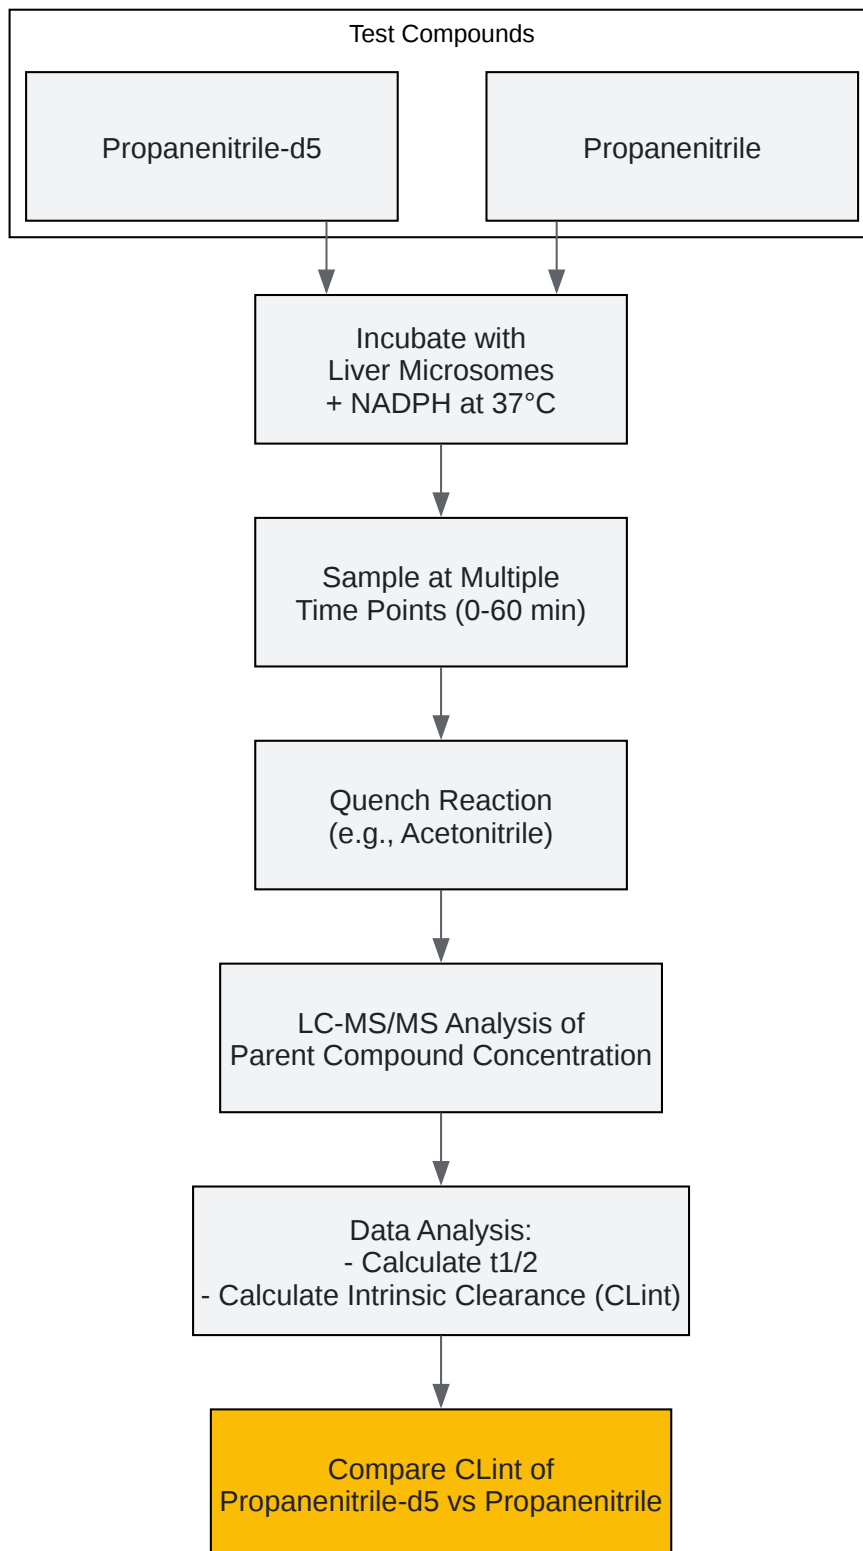 Test Compounds
Propanenitrile-d5
Propanenitrile
Incubate with
Liver Microsomes
+ NADPH at 37°C
Sample at Multiple
Time Points (0-60 min)
Quench Reaction
(e.g., Acetonitrile)
LC-MS/MS Analysis of
Parent Compound Concentration
Data Analysis:
- Calculate t1/2
- Calculate Intrinsic Clearance (CLint)
Compare CLint of
Propanenitrile-d5 vs Propanenitrile